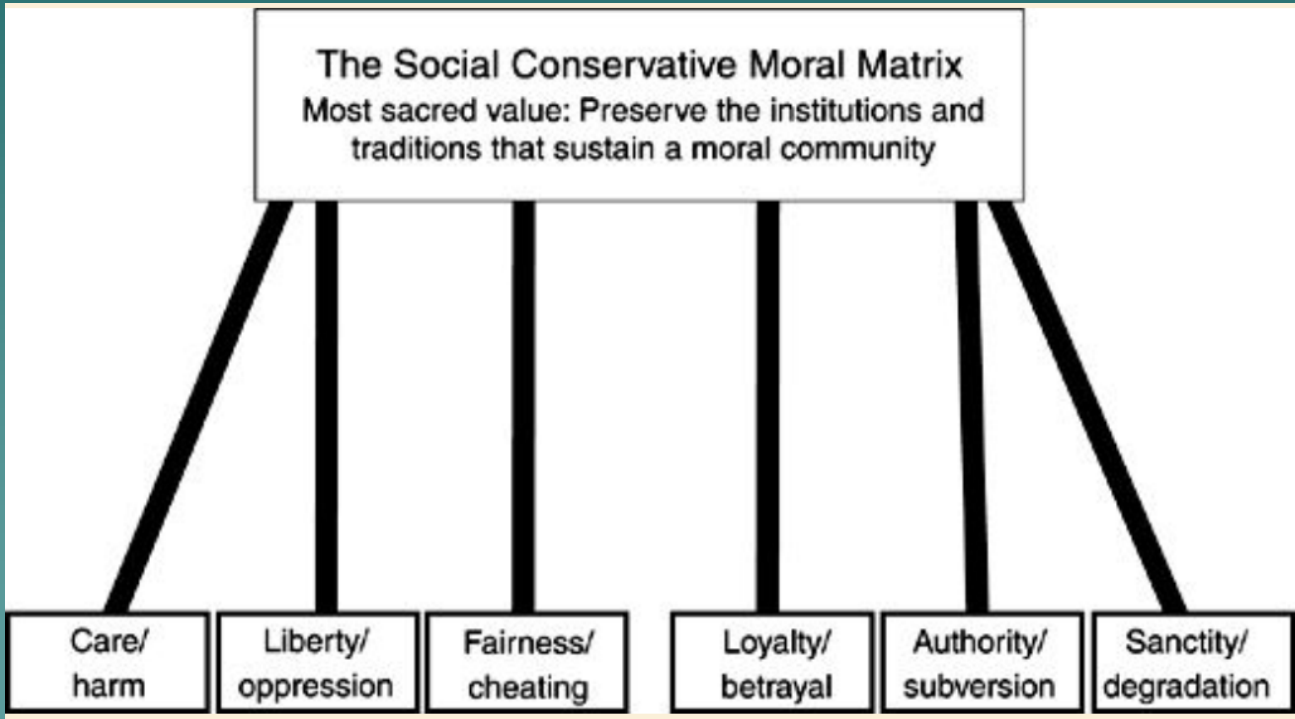 The Social Conservative Moral Matrix
Most sacred value: Preserve the institutions and
traditions that sustain a moral community
Care/
harm
Liberty/
oppression
Fairness/
cheating
Loyalty/
betrayal
Authority/
subversion
Sanctity/
degradation